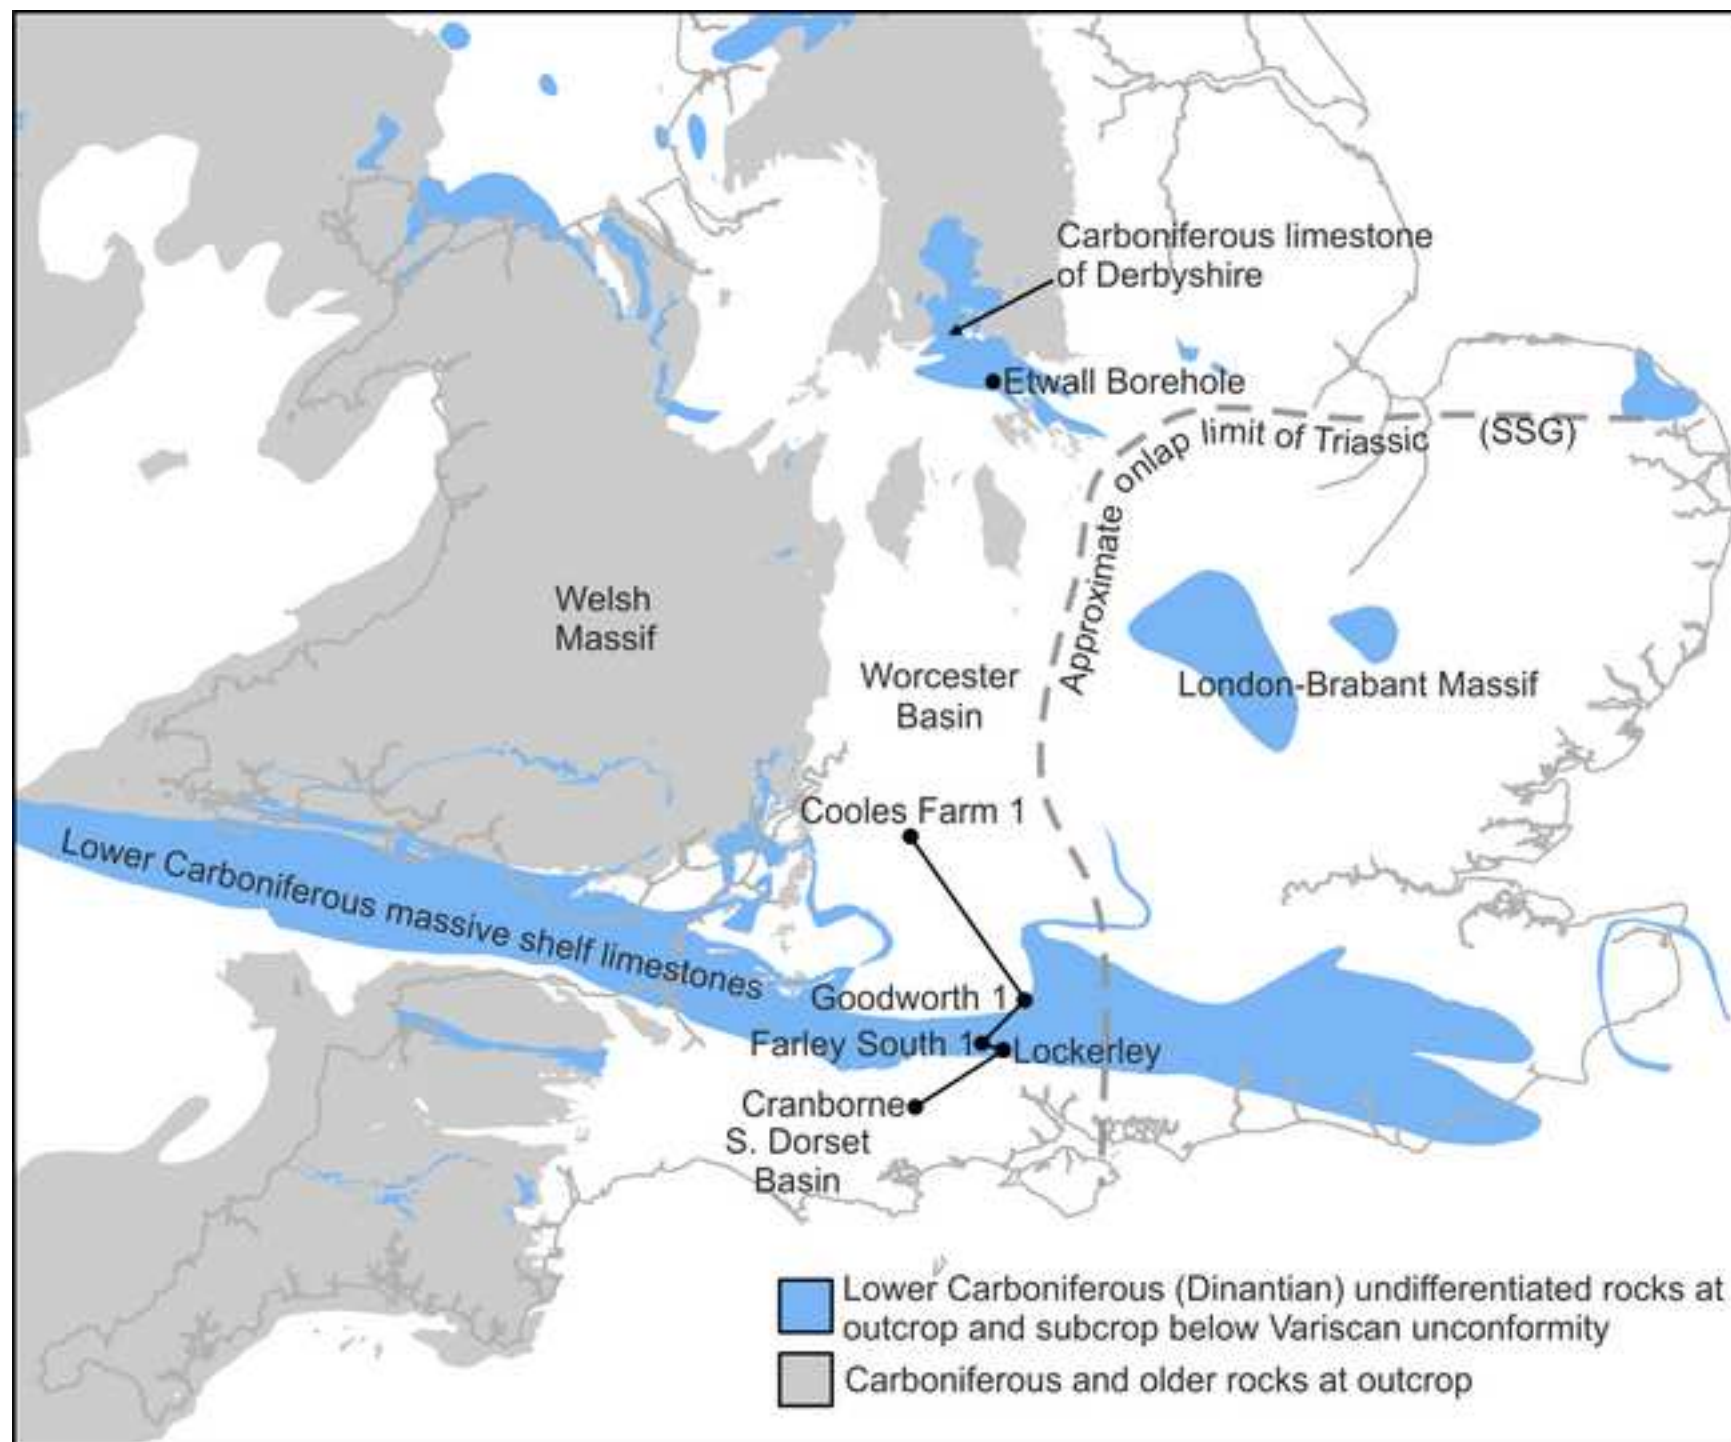 Carboniferous limestone
of Derbyshire
Etwall Borehole
Approximate onlap limit of Triassic (SSG)
Welsh
Massif
Worcester
Basin
London-Brabant Massif
Cooles Farm 1
Lower Carboniferous massive shelf limestones
Goodworth 1
Farley South 1
Lockerley
Cranborne
S. Dorset
Basin
Lower Carboniferous (Dinantian) undifferentiated rocks at
outcrop and subcrop below Variscan unconformity
Carboniferous and older rocks at outcrop